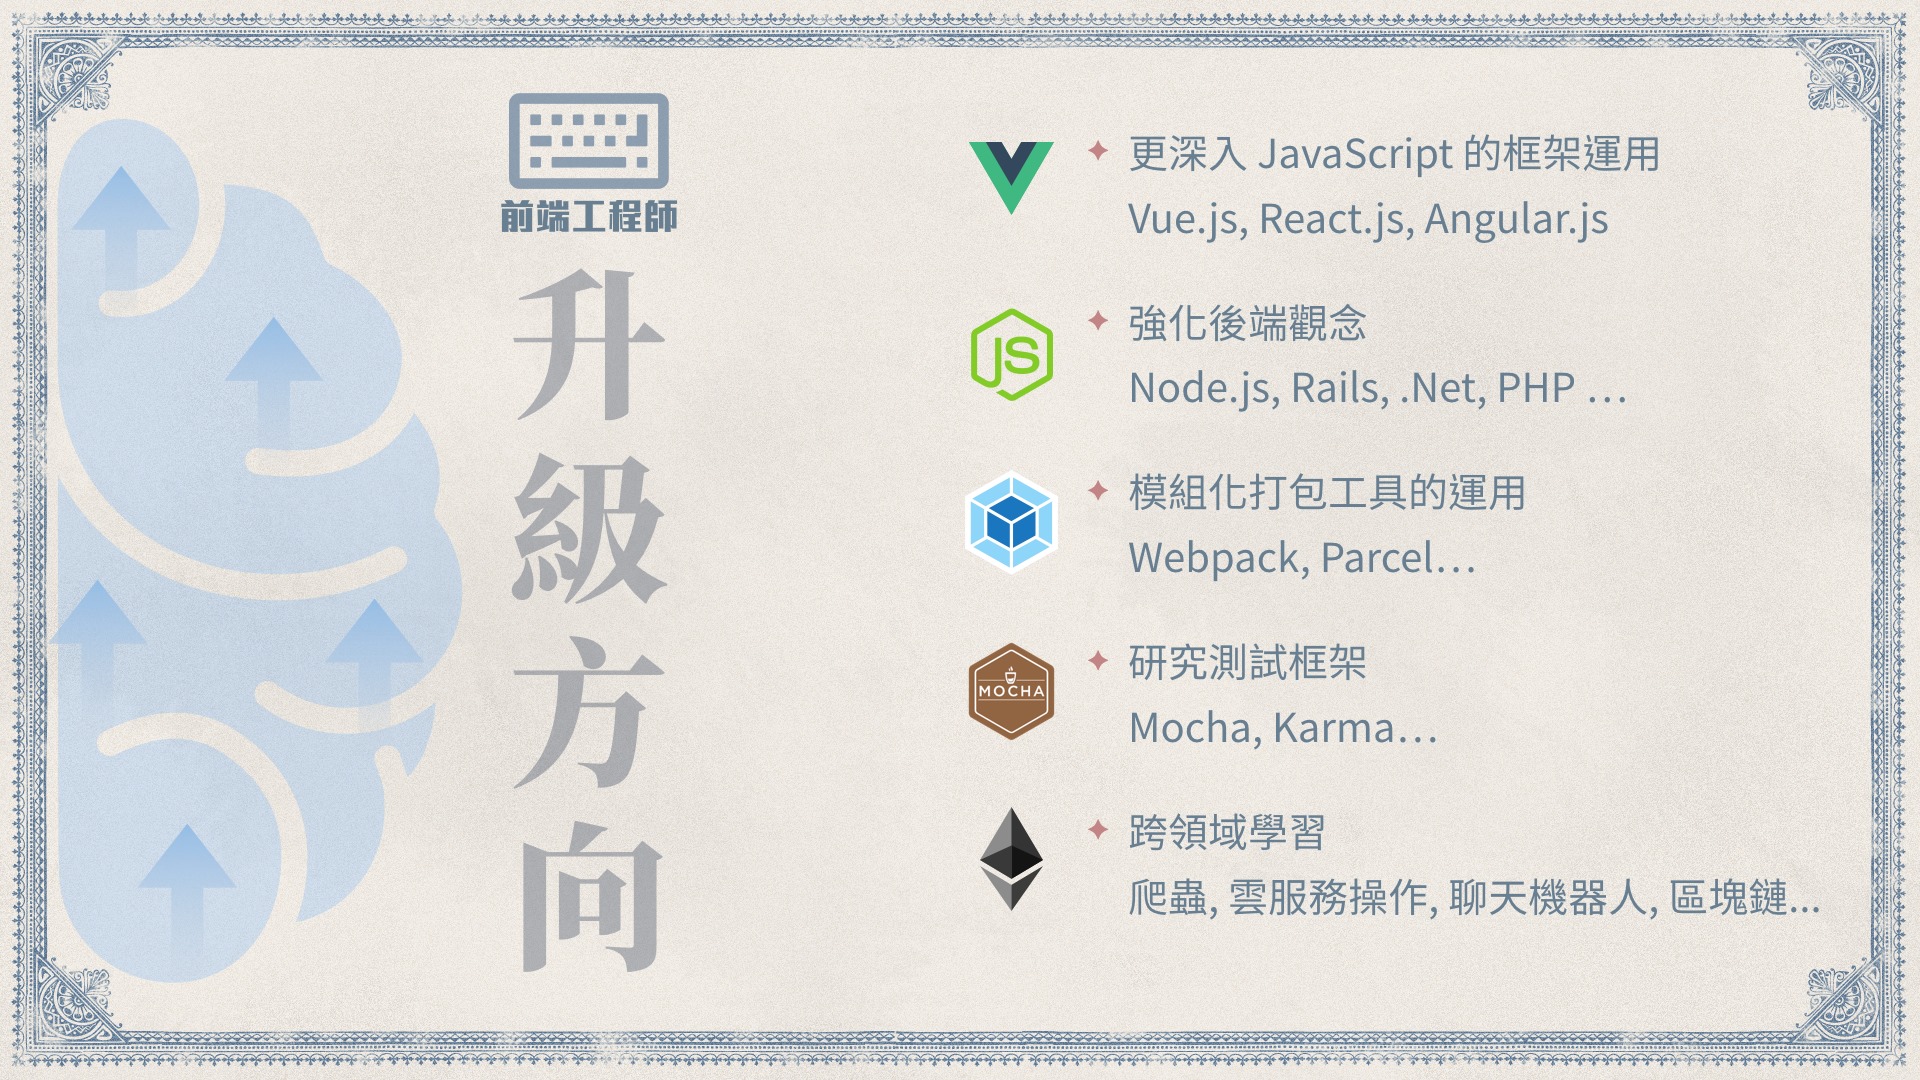 前端工程師
升級方向
更深入 JavaScript 的框架運用
Vue.js, React.js, Angular.js
JS
強化後端觀念
Node.js, Rails, .Net, PHP …
模組化打包工具的運用
Webpack, Parcel…
MOCHA
研究測試框架
Mocha, Karma…
跨領域學習
爬蟲, 雲服務操作, 聊天機器人, 區塊鏈...